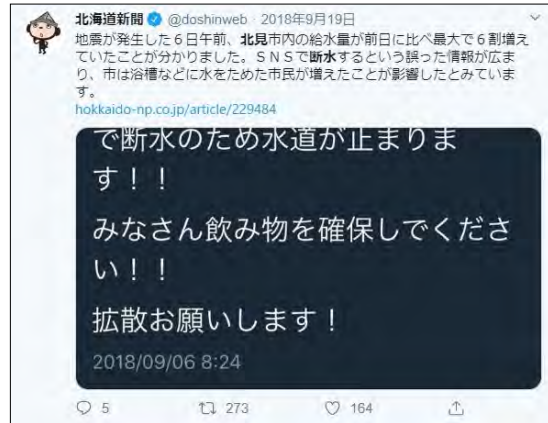 北海道新聞 @doshinweb · 2018年9月19日
地震が発生した６日午前、北見市内の給水量が前日に比べ最大で６割増え
ていたことが分かりました。ＳＮＳで断水するという誤った情報が広ま
り、市は浴槽などに水をためた市民が増えたことが影響したとみていま
す。
hokkaido-np.co.jp/article/229484
で断水のため水道が止まりま
す！！
みなさん飲み物を確保しでくださ
い！！
拡散お願いします！
2018/09/06 8:24
5 273 164